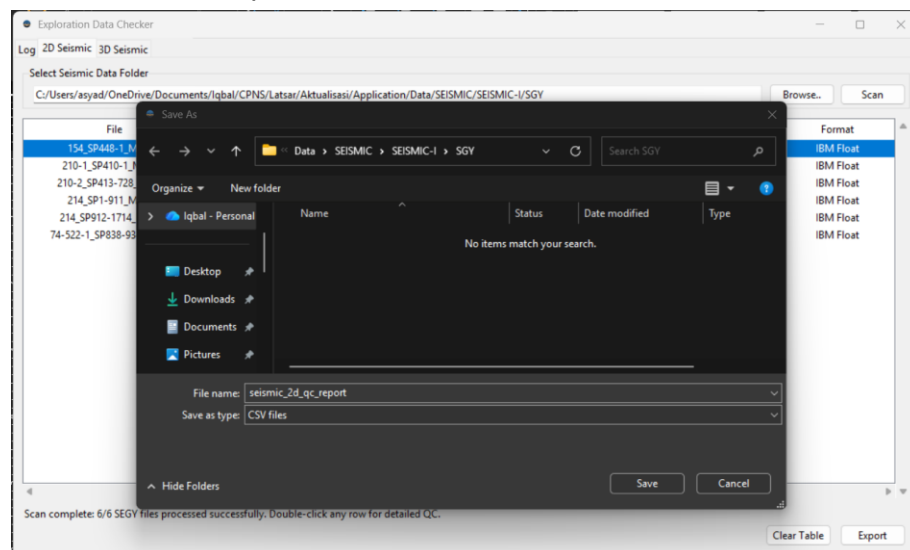 Exploration Data Checker
Log 2D Seismic 3D Seismic
Select Seismic Data Folder
C:/Users/asyad/OneDrive/Documents/Iqbal/CPNS/Latsar/Aktualisasi/Application/Data/SEISMIC/SEISMIC-I/SGY Browse.. Scan
File Format
154_SP448-1_M IBM Float
210-1_SP410-1_ IBM Float
210-2_SP413-728_ IBM Float
214_SP1-911_M IBM Float
214_SP912-1714_ IBM Float
74-522-1_SP838-93 IBM Float
Save As
« Data › SEISMIC › SEISMIC-I › SGY Search SGY
Organize New folder
Iqbal - Personal Name Status Date modified Type
No items match your search.
Desktop
Downloads
Documents
Pictures
File name: seismic_2d_qc_report
Save as type: CSV files
Hide Folders Save Cancel
Scan complete: 6/6 SEGY files processed successfully. Double-click any row for detailed QC.
Clear Table Export